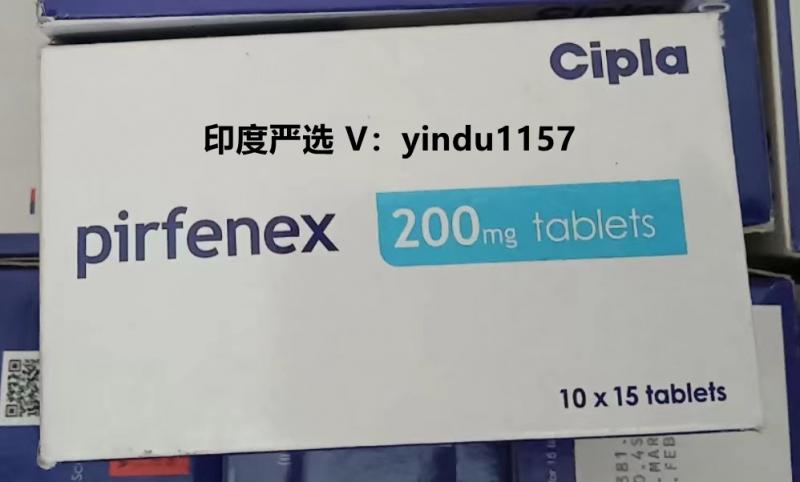 Cipla
印度严选 V：yindu1157
pirfenex
200mg tablets
10 x 15 tablets